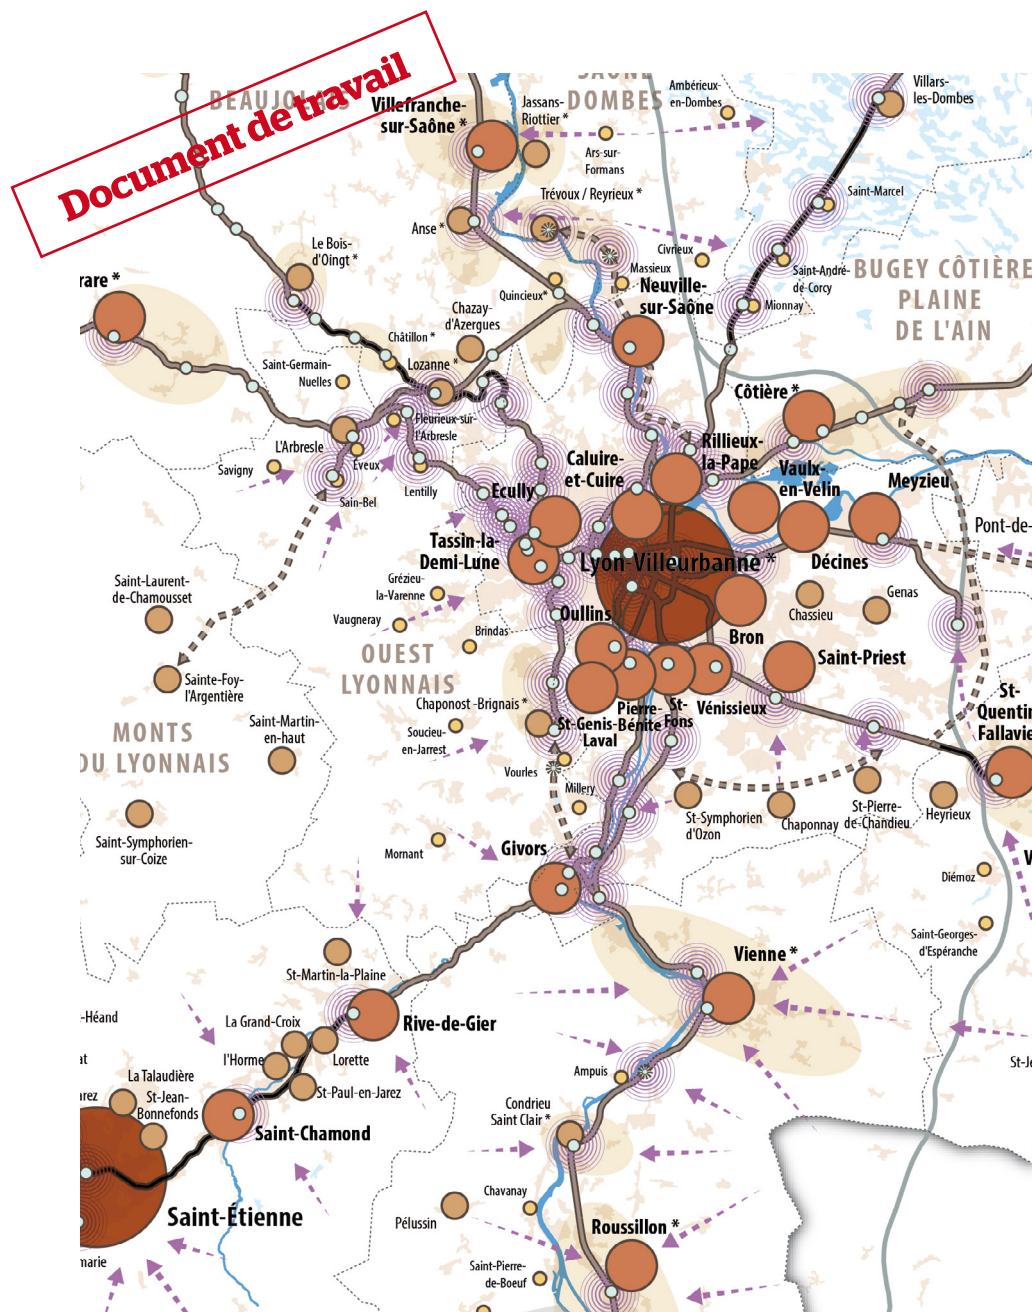 Document de travail
BEAUJOLAIS
SAÔNE
DOMBES
Villefranche-
sur-Saône *
Jassans-
Riottier *
Ambérieux-
en-Dombes
Villars-
les-Dombes
Ars-sur-
Formans
Trévoux / Reyrieux *
Saint-Marcel
Anse *
Le Bois-
d'Oingt *
Civrieux
Massieux
Saint-André-
de Corcy
BUGEY CÔTIÈRE
PLAINE
DE L'AIN
rare *
Quincieux*
Neuville-
sur-Saône
Mionnay
Chazay-
d'Azergues
Châtillon *
Lozanne *
Saint-Germain-
Nuelles
Côtière *
Fleurieux-sur-
l'Arbresle
L'Arbresle
Savigny
Éveux
Sain-Bel
Lentilly
Ecully
Caluire-
et-Cuire
Rillieux-
la-Pape
Vaulx-
en-Velin
Meyzieu
Pont-de-
Tassin-la-
Demi-Lune
Lyon-Villeurbanne *
Décines
Saint-Laurent-
de-Chamousset
Grézieu-
la-Varenne
Vaugneray
Brindas
Oullins
Chassieu
Genas
Bron
OUEST
LYONNAIS
Saint-Priest
Sainte-Foy-
l'Argentière
Chaponost -Brignais *
St-Genis-
Laval
Pierre-
Bénite
St-
Fons
Vénissieux
St-
Quentin
Fallavie
MONTS
DU LYONNAIS
Saint-Martin-
en-haut
Soucieu-
en-Jarrest
Vourles
Millery
St-Symphorien
d'Ozon
Chaponnay
St-Pierre-
de-Chandieu
Heyrieux
Saint-Symphorien-
sur-Coize
Mornant
Givors
V
Diémoz
Saint-Georges-
d'Espéranche
St-Martin-la-Plaine
Vienne *
-Héand
La Grand-Croix
Rive-de-Gier
l'Horme
Lorette
St-Je
at
La Talaudière
St-Paul-en-Jarez
Ampuis
arez
St-Jean-
Bonnefonds
Condrieu
Saint Clair *
Saint-Chamond
Saint-Étienne
Chavanay
Pélussin
Roussillon *
marie
Saint-Pierre-
de-Boeuf